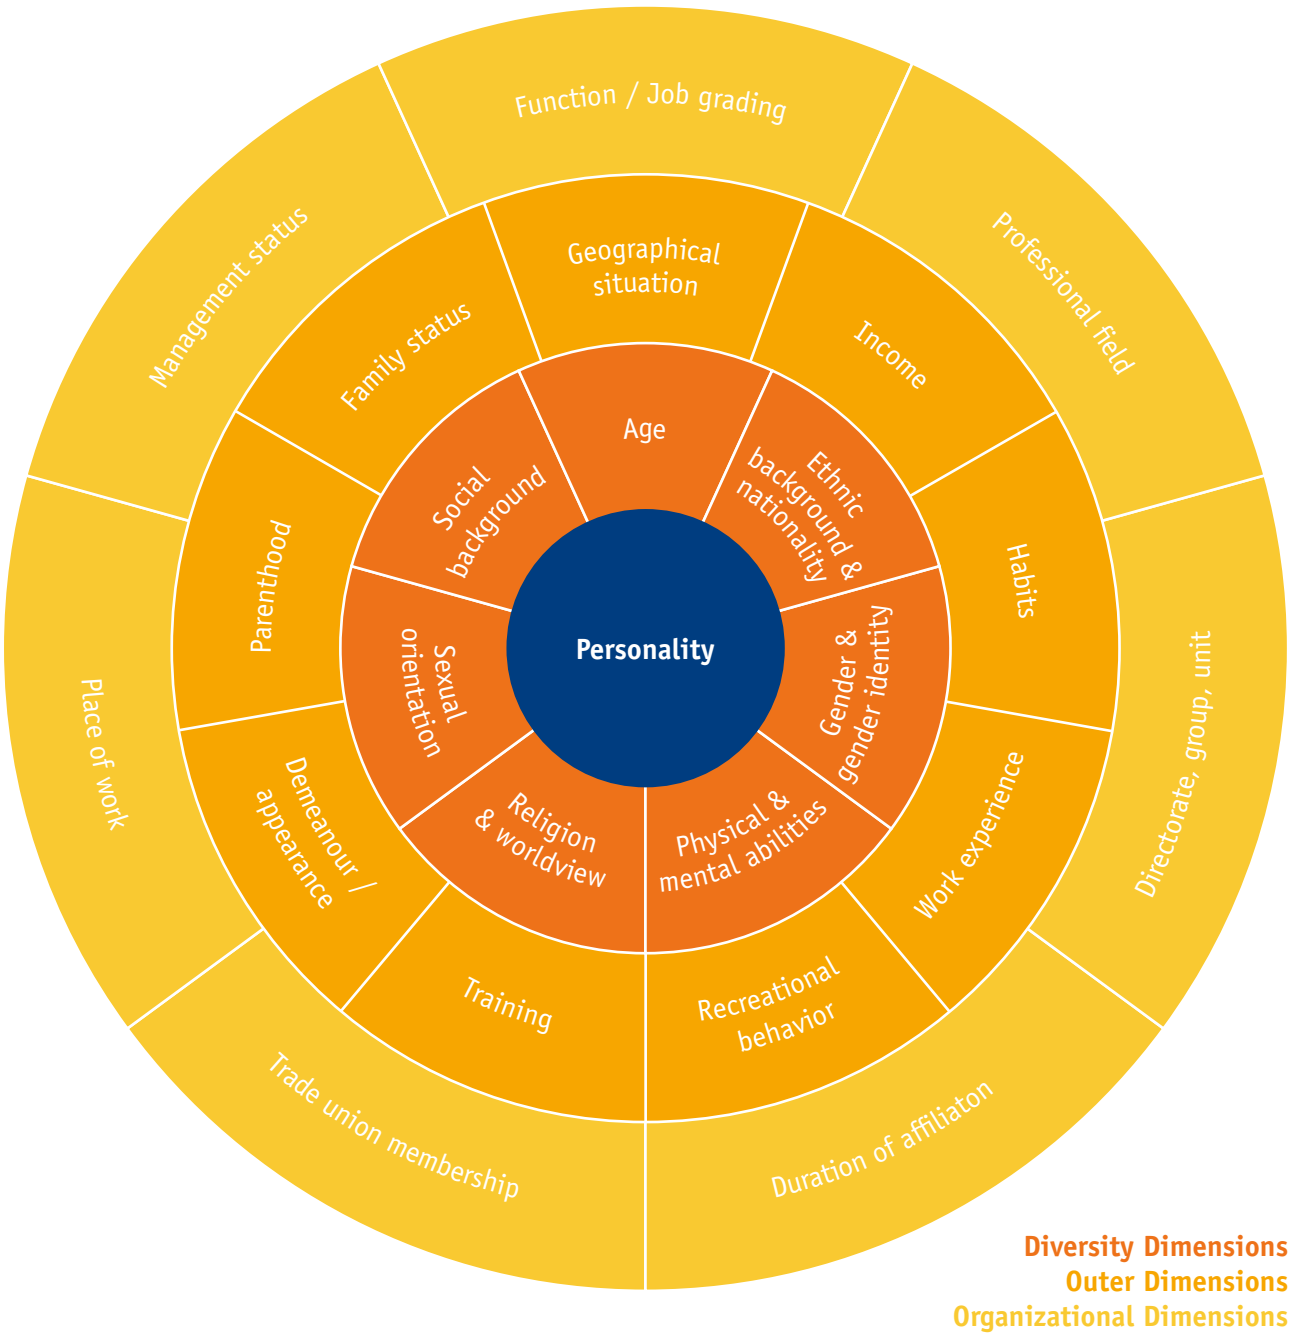 Function / Job grading
Professional field
Directorate, group, unit
Duration of affiliaton
Trade union membership
Place of work
Management status
Geographical
situation
Income
Habits
Work experience
Recreational
behavior
Training
Demeanour /
appearance
Parenthood
Family status
Age
Ethnic
background &
nationality
Gender &
gender identity
Physical &
mental abilities
Religion
& worldview
Sexual
orientation
Social
background
Personality
Diversity Dimensions
Outer Dimensions
Organizational Dimensions